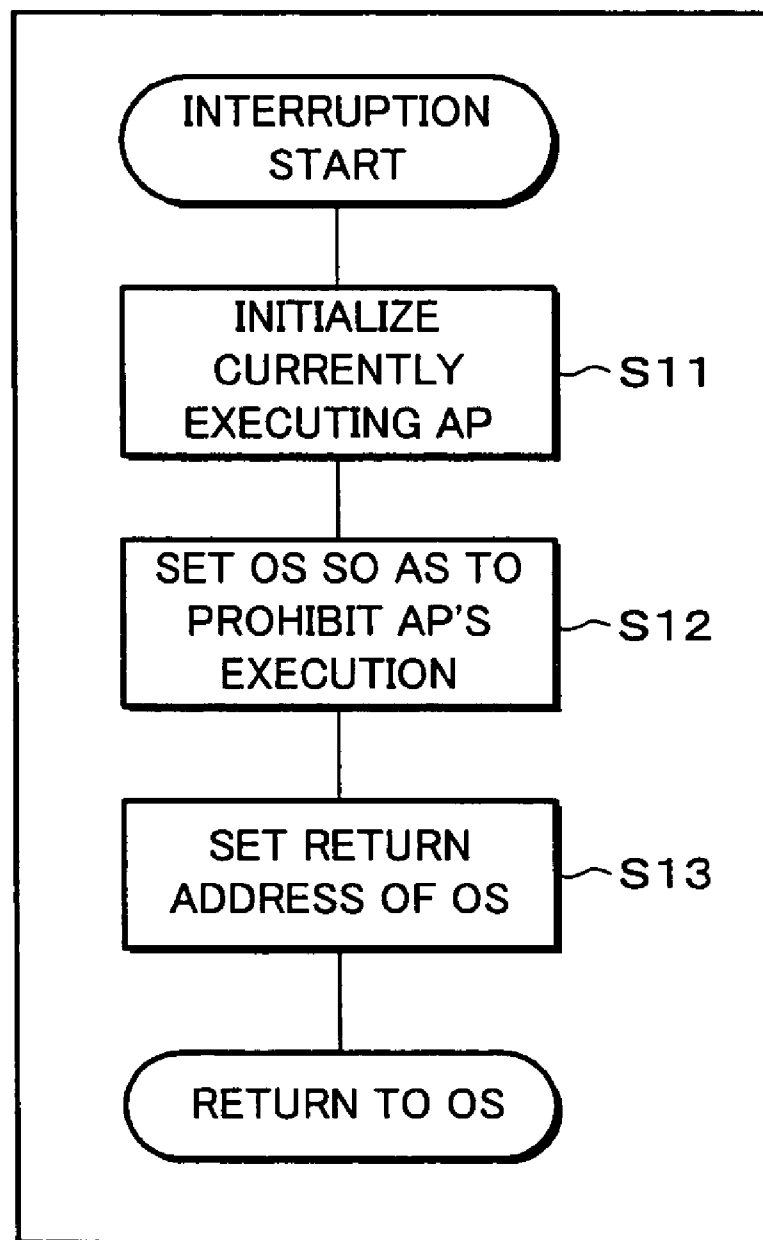 INTERRUPTION
START
INITIALIZE
CURRENTLY
EXECUTING AP
S11
SET OS SO AS TO
PROHIBIT AP'S
EXECUTION
S12
SET RETURN
ADDRESS OF OS
S13
RETURN TO OS